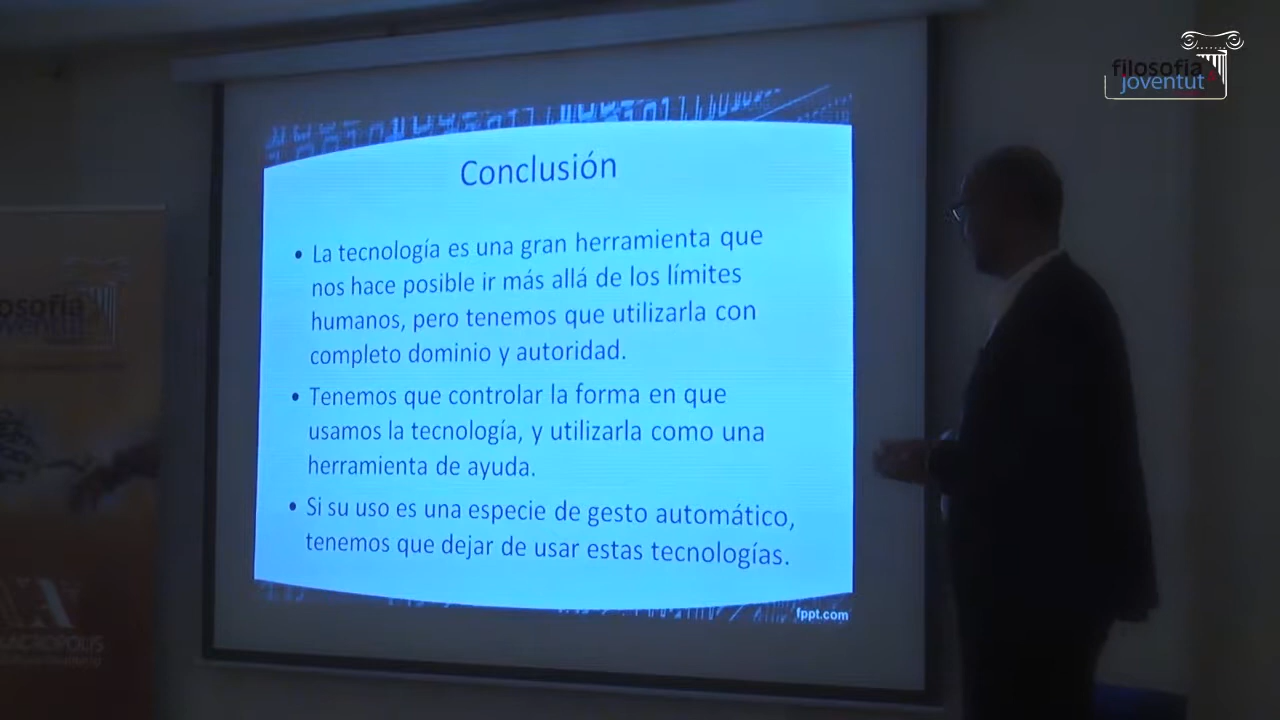 filosofia
joventut
Conclusión
• La tecnología es una gran herramienta que
nos hace posible ir más allá de los límites
humanos, pero tenemos que utilizarla con
completo dominio y autoridad.
• Tenemos que controlar la forma en que
usamos la tecnología, y utilizarla como una
herramienta de ayuda.
• Si su uso es una especie de gesto automático,
tenemos que dejar de usar estas tecnologías.
fppt.com